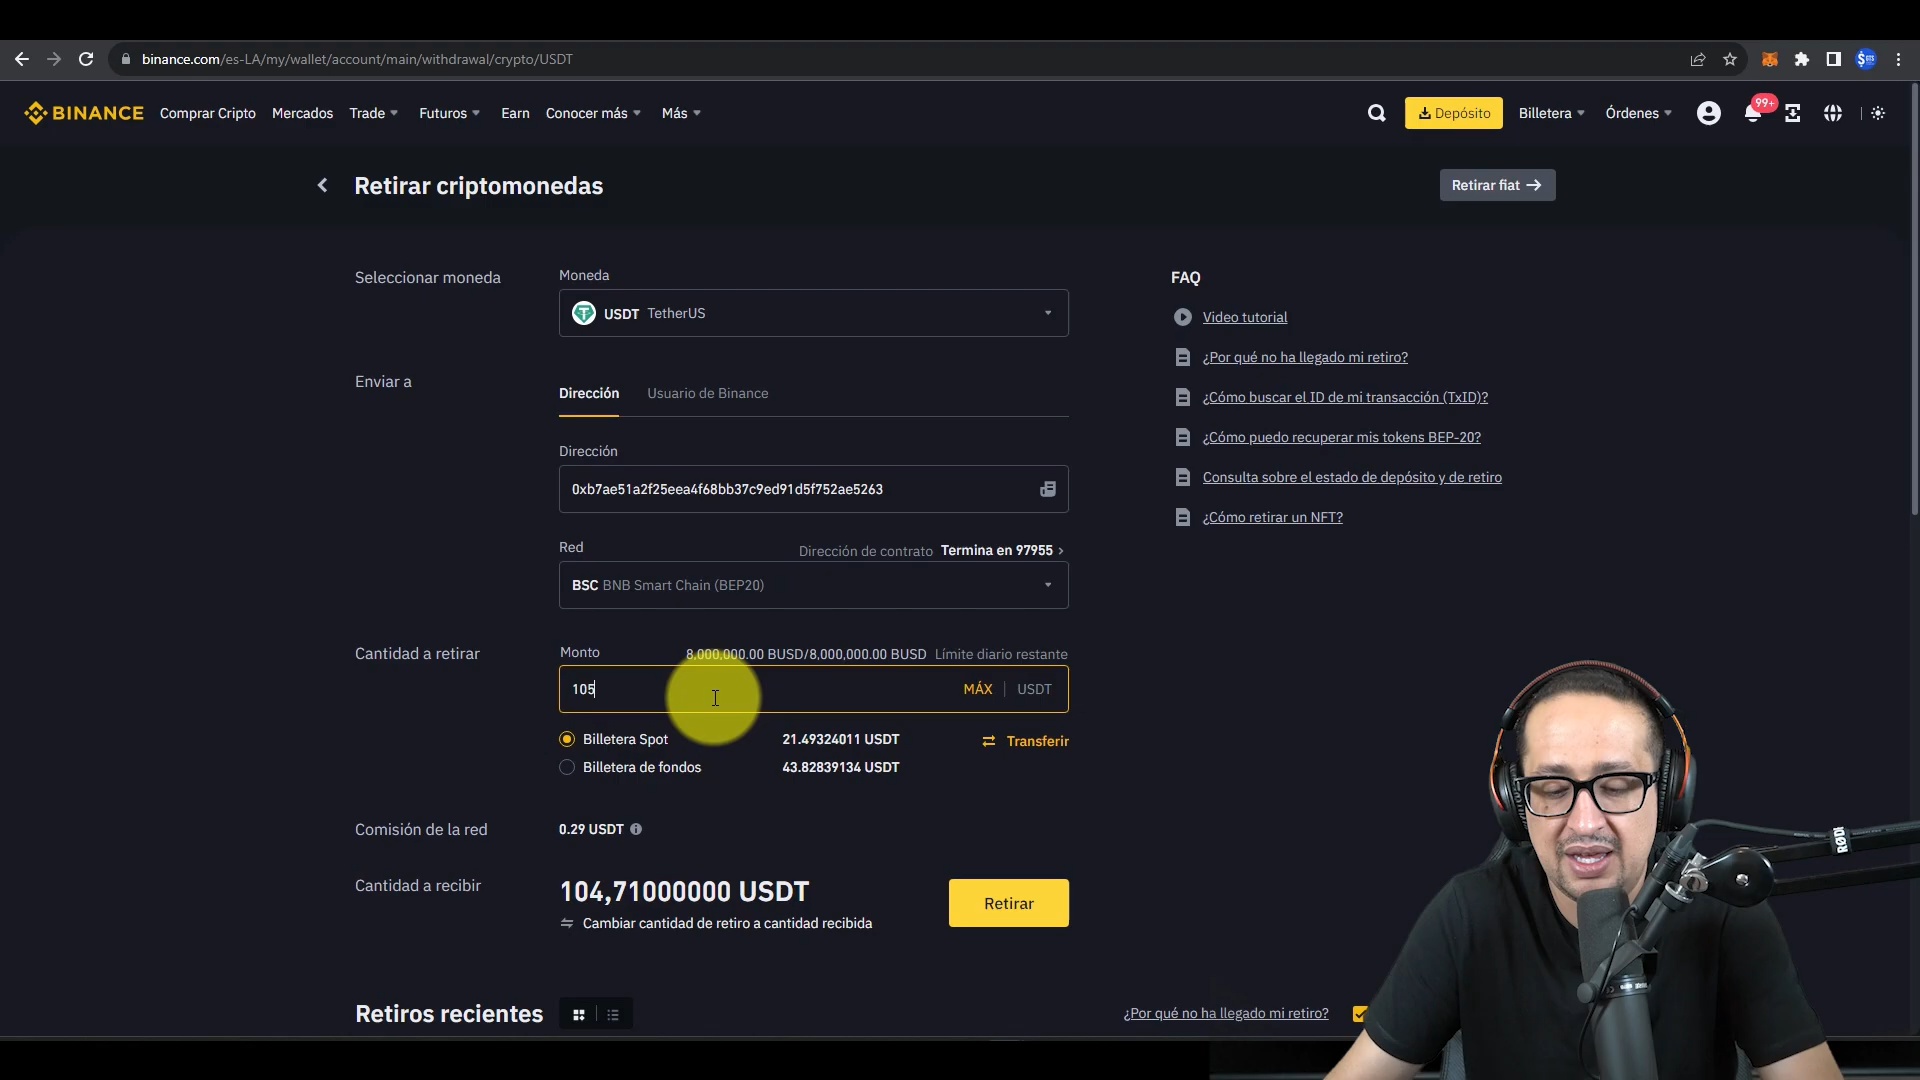 binance.com/es-LA/my/wallet/account/main/withdrawal/crypto/USDT
BINANCE Comprar Cripto Mercados Trade Futuros Earn Conocer más Más Depósito Billetera Órdenes 99+
Retirar criptomonedas
Retirar fiat
Seleccionar moneda
Moneda
USDT TetherUS
Enviar a
Dirección Usuario de Binance
Dirección
0xb7ae51a2f25eea4f68bb37c9ed91d5f752ae5263
Red Dirección de contrato Termina en 97955
BSC BNB Smart Chain (BEP20)
Cantidad a retirar
Monto 8,000,000.00 BUSD/8,000,000.00 BUSD Límite diario restante
105 MÁX USDT
Billetera Spot 21.49324011 USDT Transferir
Billetera de fondos 43.82839134 USDT
Comisión de la red 0.29 USDT
Cantidad a recibir 104,71000000 USDT
Cambiar cantidad de retiro a cantidad recibida
Retirar
FAQ
Video tutorial
¿Por qué no ha llegado mi retiro?
¿Cómo buscar el ID de mi transacción (TxID)?
¿Cómo puedo recuperar mis tokens BEP-20?
Consulta sobre el estado de depósito y de retiro
¿Cómo retirar un NFT?
Retiros recientes
¿Por qué no ha llegado mi retiro?
RØDE